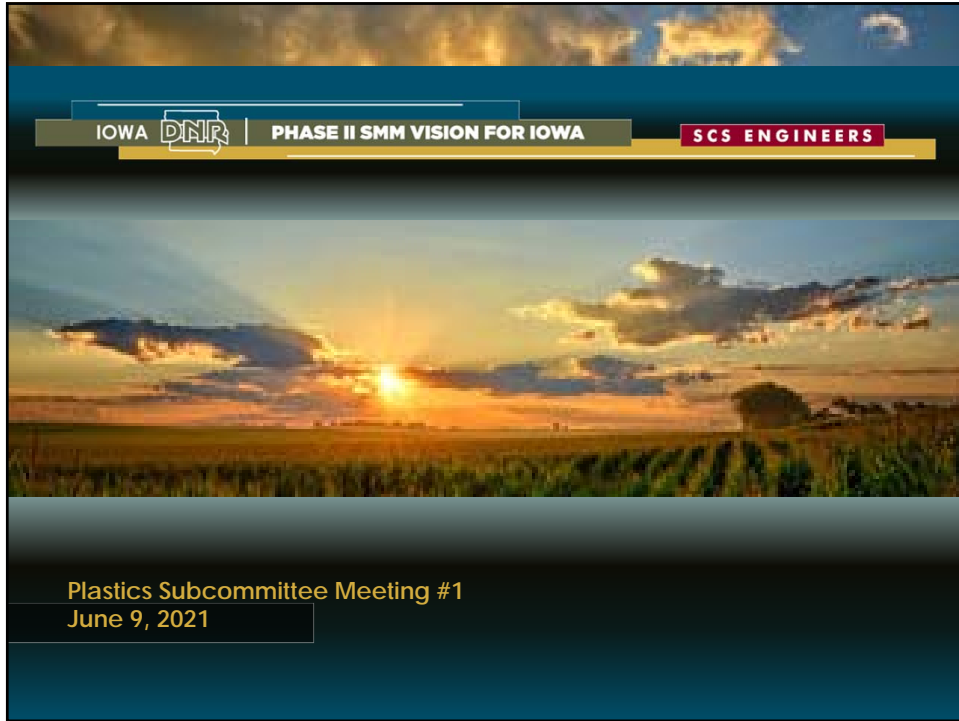 IOWA DNR | PHASE II SMM VISION FOR IOWA
SCS ENGINEERS
Plastics Subcommittee Meeting #1
June 9, 2021